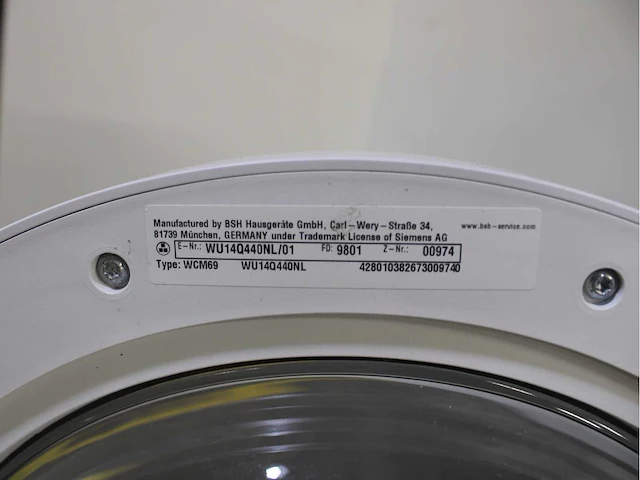 Manufactured by BSH Hausgeräte GmbH, Carl-Wery-Straße 34,
81739 München, GERMANY under Trademark License of Siemens AG
www.bsh-service.com
E-Nr.: WU14Q440NL/01 FD: 9801 Z-Nr.: 00974
Type: WCM69 WU14Q440NL 428010382673009740